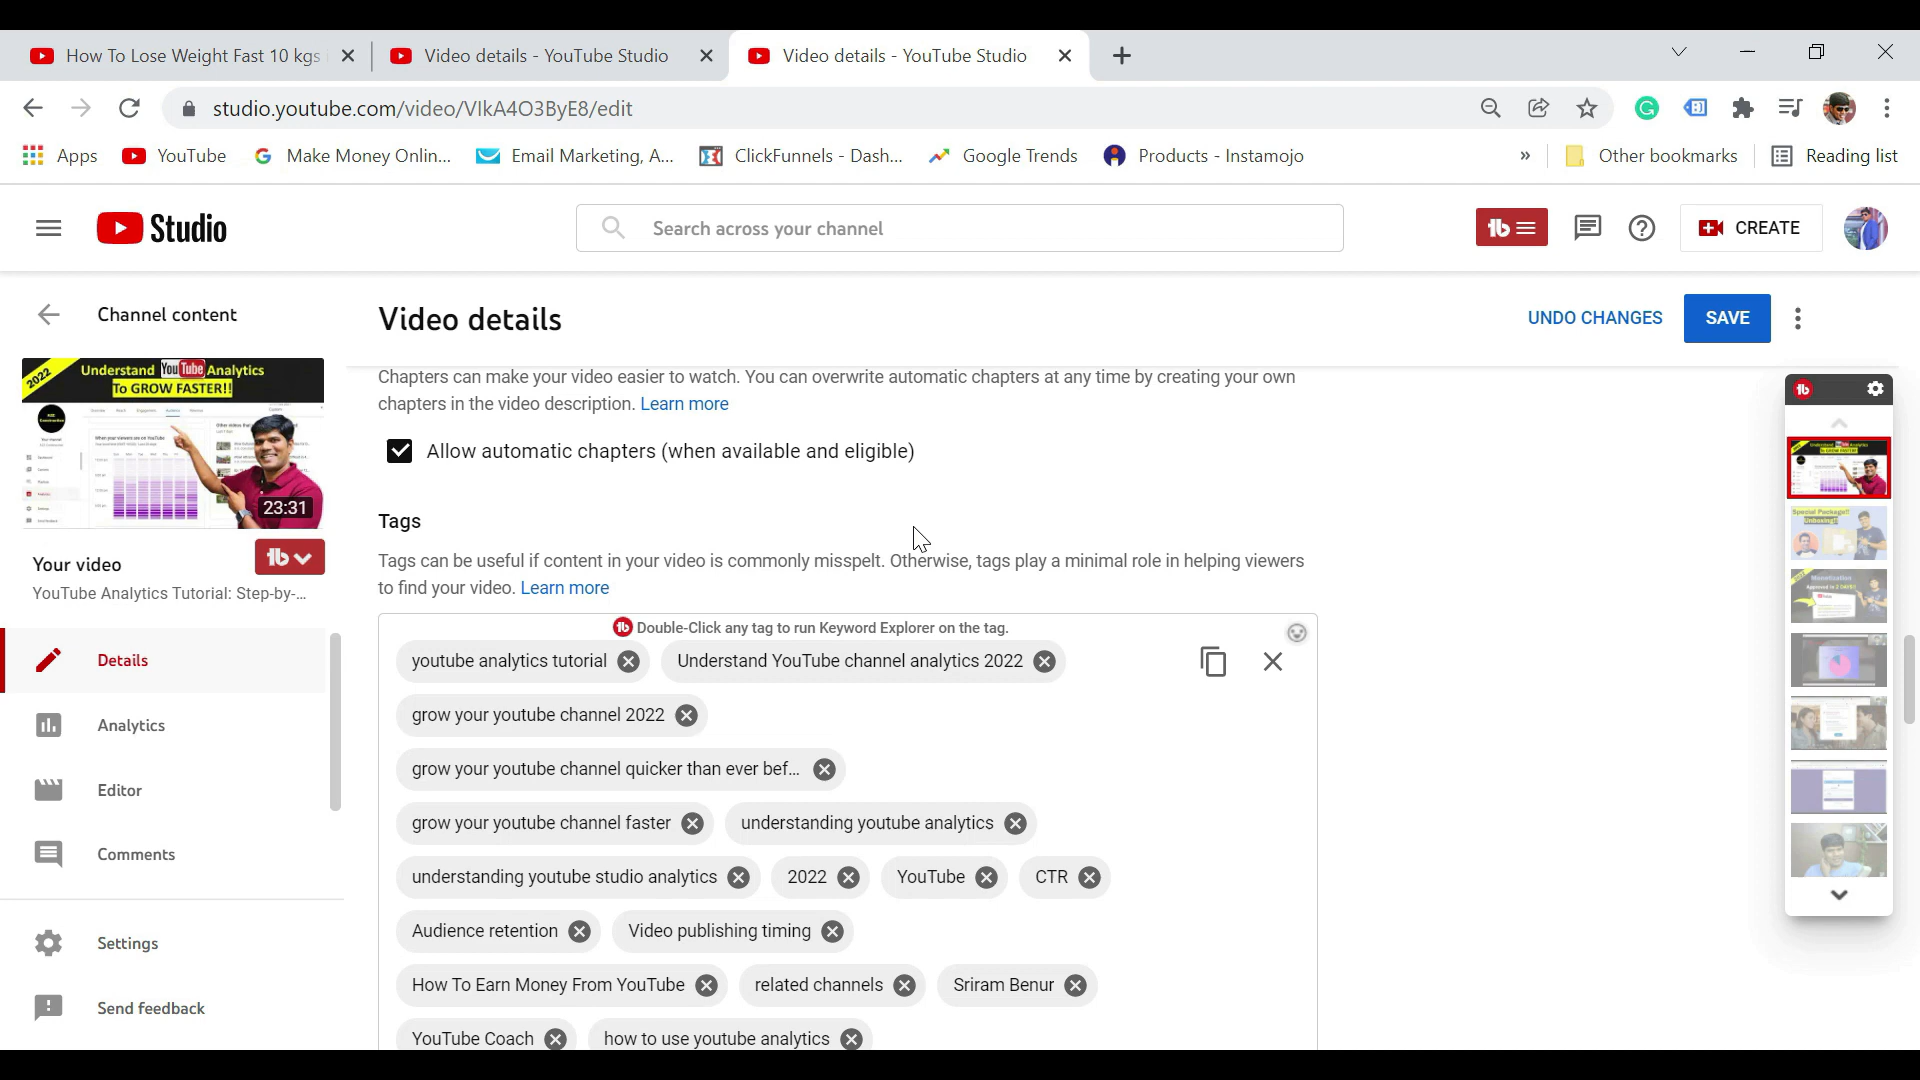 How To Lose Weight Fast 10 kgs
Video details - YouTube Studio
Video details - YouTube Studio
studio.youtube.com/video/VIkA4O3ByE8/edit
Apps
YouTube
Make Money Onlin...
Email Marketing, A...
ClickFunnels - Dash...
Google Trends
Products - Instamojo
»
Other bookmarks
Reading list
Studio
Search across your channel
CREATE
Channel content
Video details
UNDO CHANGES
SAVE
2022
Understand YouTube Analytics
To GROW FASTER!!
23:31
Your video
YouTube Analytics Tutorial: Step-by-...
Details
Analytics
Editor
Comments
Settings
Send feedback
Chapters can make your video easier to watch. You can overwrite automatic chapters at any time by creating your own
chapters in the video description. Learn more
Allow automatic chapters (when available and eligible)
Tags
Tags can be useful if content in your video is commonly misspelt. Otherwise, tags play a minimal role in helping viewers
to find your video. Learn more
Double-Click any tag to run Keyword Explorer on the tag.
youtube analytics tutorial
Understand YouTube channel analytics 2022
grow your youtube channel 2022
grow your youtube channel quicker than ever bef...
grow your youtube channel faster
understanding youtube analytics
understanding youtube studio analytics
2022
YouTube
CTR
Audience retention
Video publishing timing
How To Earn Money From YouTube
related channels
Sriram Benur
YouTube Coach
how to use youtube analytics
Special Package!!
Unboxing!!